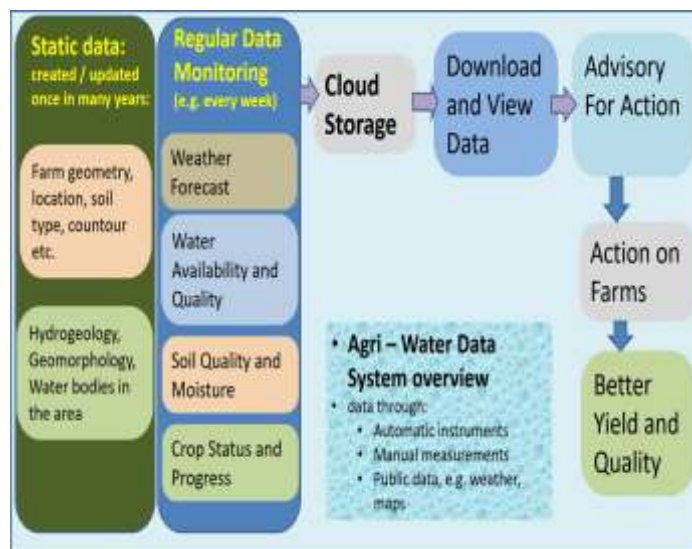 Static data:
created / updated
once in many years:
Farm geometry,
location, soil
type, countour
etc.
Hydrogeology,
Geomorphology,
Water bodies in
the area
Regular Data
Monitoring
(e.g. every week)
Weather
Forecast
Water
Availability and
Quality
Soil Quality and
Moisture
Crop Status and
Progress
Cloud
Storage
Download
and View
Data
Advisory
For Action
Action on
Farms
Better
Yield and
Quality
• Agri – Water Data
System overview
• data through:
• Automatic instruments
• Manual measurements
• Public data, e.g. weather,
maps